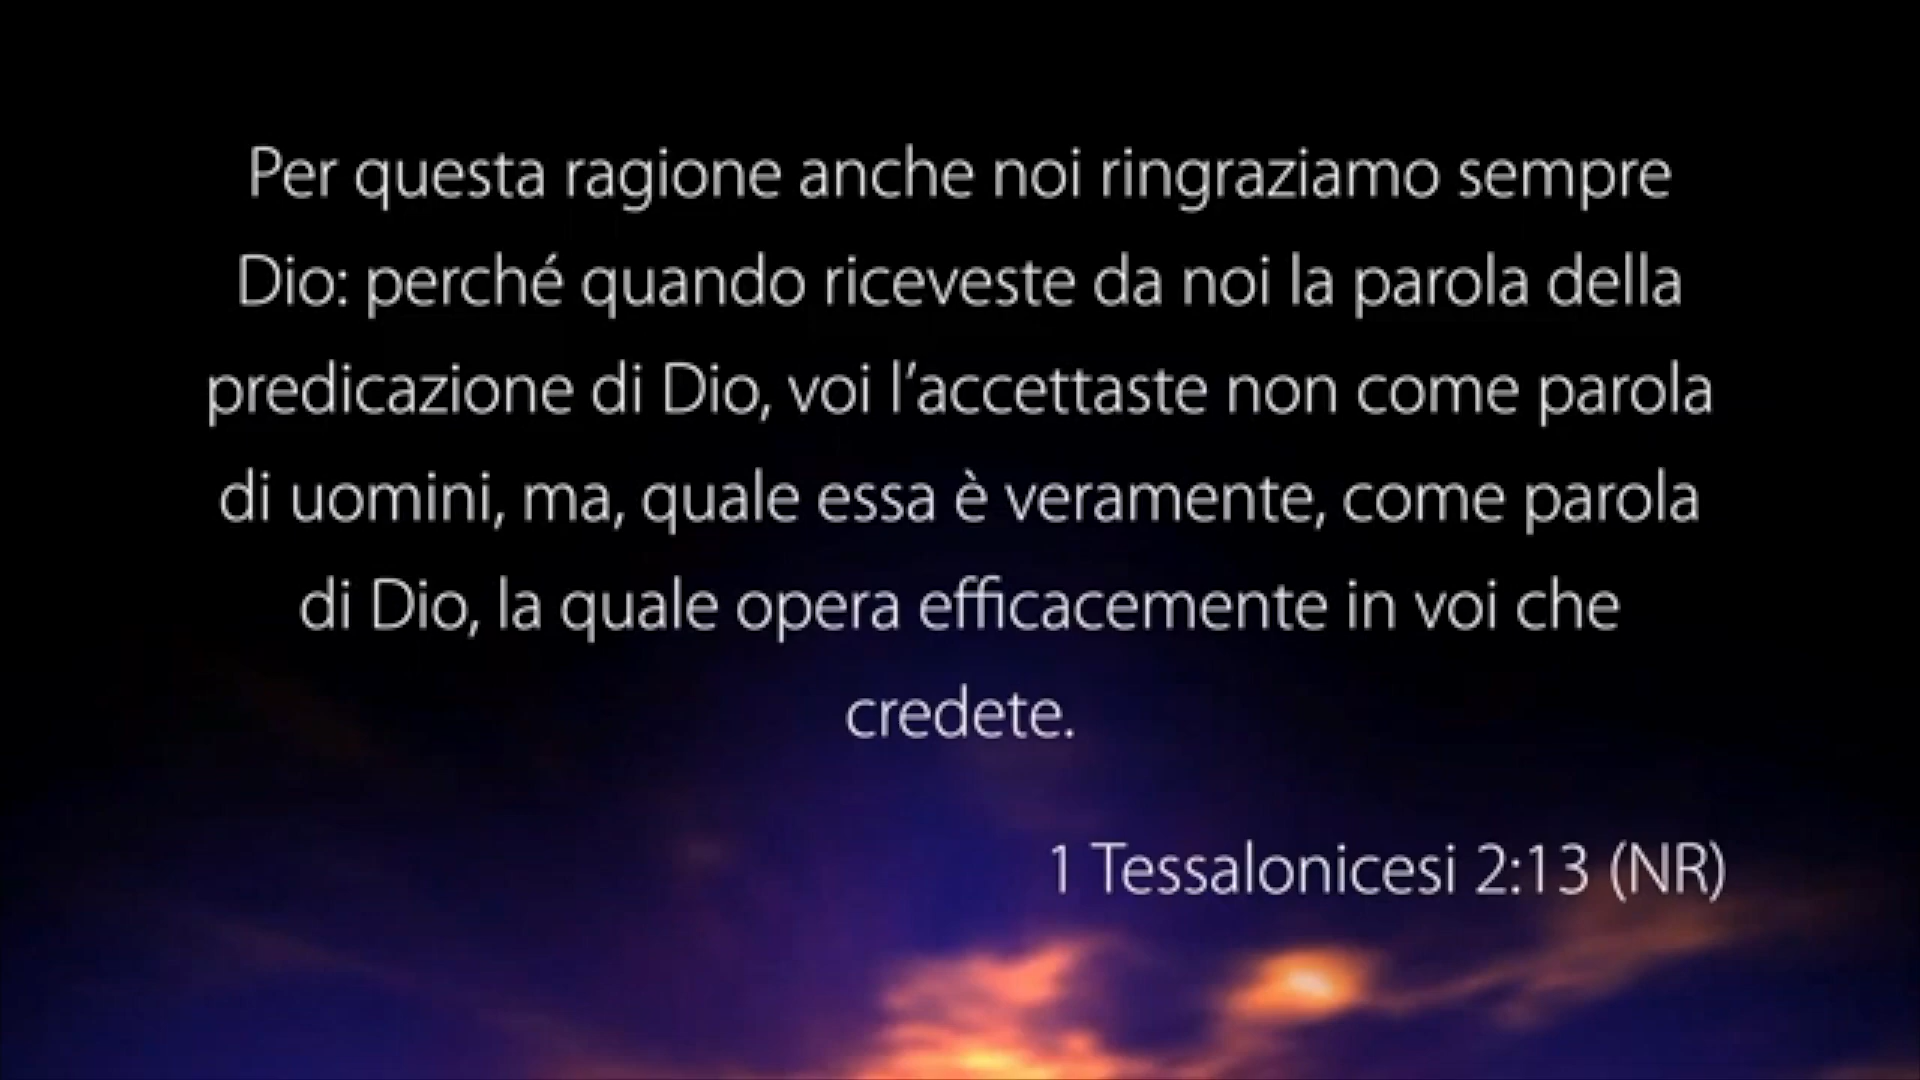 Per questa ragione anche noi ringraziamo sempre
Dio: perché quando riceveste da noi la parola della
predicazione di Dio, voi l’accettaste non come parola
di uomini, ma, quale essa è veramente, come parola
di Dio, la quale opera efficacemente in voi che
credete.
1 Tessalonicesi 2:13 (NR)